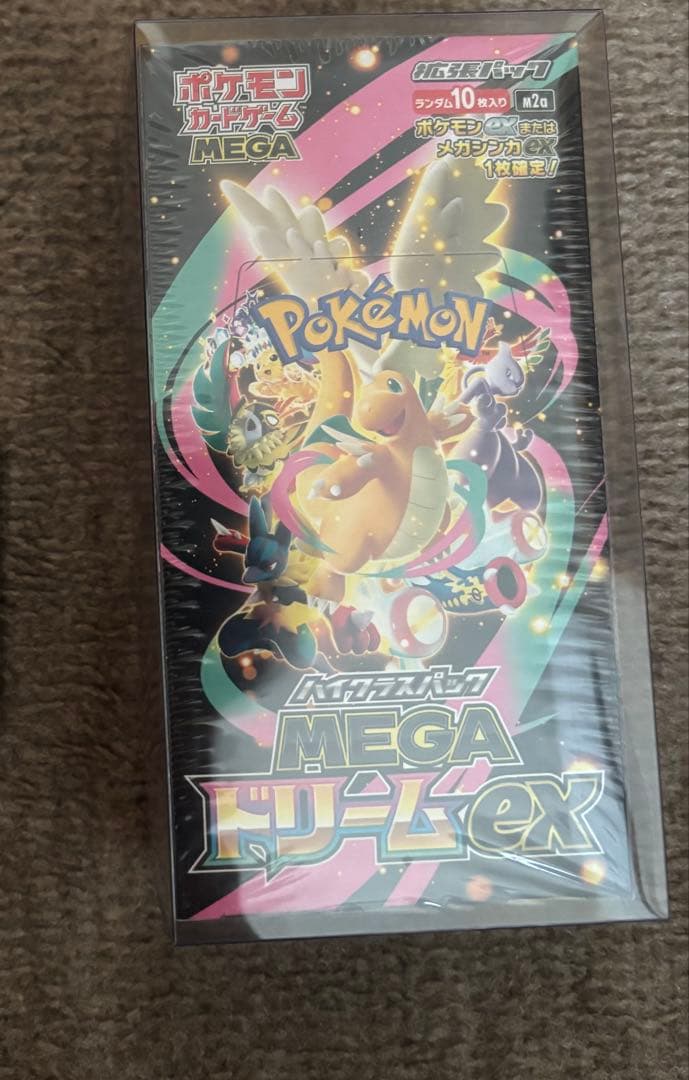 ポケモン
カードゲーム
MEGA
拡張パック
ランダム10枚入り M2a
ポケモンexまたは
メガシンカex
1枚確定!
POKéMON
ハイクラスパック
MEGA
ドリームex